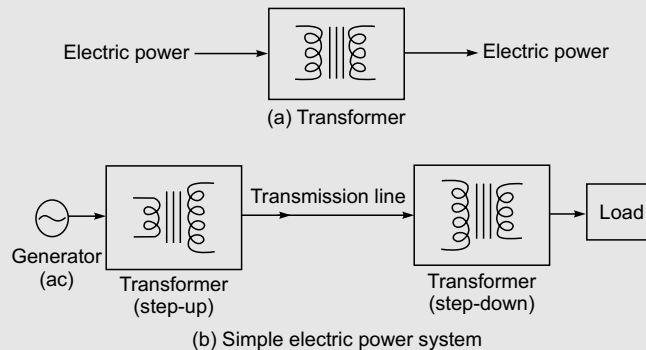 Electric power
Electric power
(a) Transformer
Transmission line
Load
Generator
(ac)
Transformer
(step-up)
Transformer
(step-down)
(b) Simple electric power system